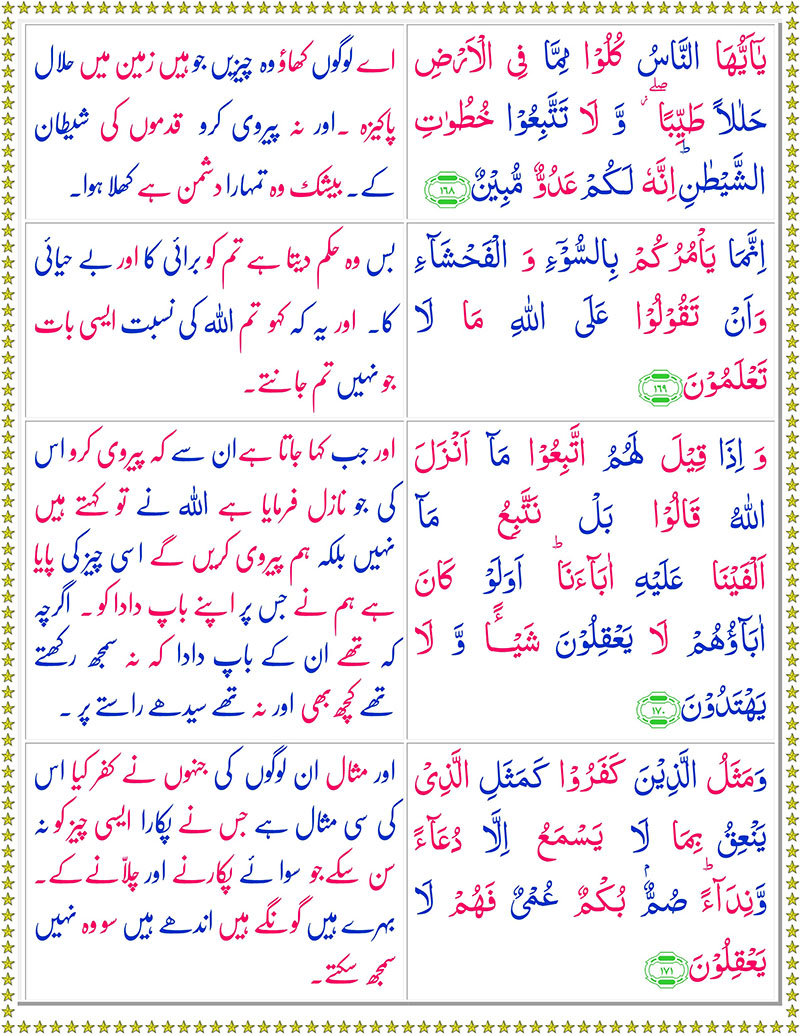 يٰۤاَيُّهَا النَّاسُ كُلُوْا مِمَّا فِى الْاَرْضِ
حَلٰلاً طَيِّبًا ۖ وَّ لَا تَتَّبِعُوْا خُطُوٰتِ
الشَّيْطٰنِ ؕ اِنَّهٗ لَـكُمْ عَدُوٌّ مُّبِيْنٌ ١٦٨
اے لوگوں کھاؤ وہ چیزیں جو ہیں زمین میں حلال
پاکیزہ ۔اور نہ پیروی کرو قدموں کی شیطان
کے۔ بیشک وہ تمہارا دشمن ہے کھلا ہوا۔
اِنَّمَا يَاْمُرُكُمْ بِالسُّوْٓءِ وَ الْفَحْشَآءِ
وَاَنْ تَقُوْلُوْا عَلَى اللّٰهِ مَا لَا
تَعْلَمُوْنَ ١٦٩
بس وہ حکم دیتا ہے تم کو برائی کا اور بے حیائی
کا۔ اور یہ کہ کہو تم اللہ کی نسبت ایسی بات
جو نہیں تم جانتے۔
وَ اِذَا قِيْلَ لَهُمُ اتَّبِعُوْا مَآ اَنْزَلَ
اللّٰهُ قَالُوْا بَلْ نَتَّبِعُ مَآ
اَلْفَيْنَا عَلَيْهِ اٰبَآءَنَا ؕ اَوَلَوْ كَانَ
اٰبَآؤُهُمْ لَا يَعْقِلُوْنَ شَيْـــًٔا وَّ لَا
يَهْتَدُوْنَ ١٧٠
اور جب کہا جاتا ہے ان سے کہ پیروی کرو اس
کی جو نازل فرمایا ہے اللہ نے تو کہتے ہیں
نہیں بلکہ ہم پیروی کریں گے اسی چیز کی پایا
ہے ہم نے جس پر اپنے باپ دادا کو ۔ اگرچہ
کہ تھے ان کے باپ دادا کہ نہ سمجھ رکھتے
تھے کچھ بھی اور نہ تھے سیدھے راستے پر ۔
وَمَثَلُ الَّذِيْنَ كَفَرُوْا كَمَثَلِ الَّذِىْ
يَنْعِقُ بِمَا لَا يَسْمَعُ اِلَّا دُعَآءً
وَّنِدَآءً ؕ صُمٌّۢ بُكْمٌ عُمْىٌ فَهُمْ لَا
يَعْقِلُوْنَ ١٧١
اور مثال ان لوگوں کی جنہوں نے کفر کیا اس
کی سی مثال ہے جس نے پکارا ایسی چیز کو نہ
سن سکے جو سوائے پکارنے اور چلّانے کے۔
بہرے ہیں گونگے ہیں اندھے ہیں سو وہ نہیں
سمجھ سکتے۔